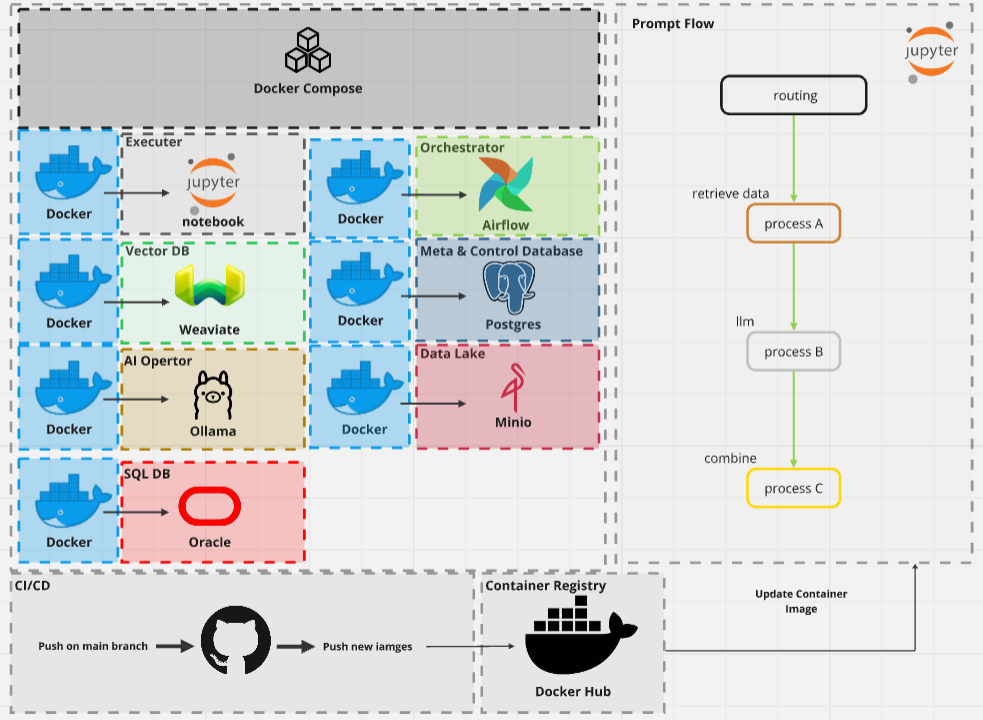 Docker Compose
Executer
jupyter
notebook
Docker
Orchestrator
Airflow
Docker
Vector DB
Weaviate
Docker
Meta & Control Database
Postgres
Docker
AI Opertor
Ollama
Docker
Data Lake
Minio
Docker
SQL DB
Oracle
Docker
Prompt Flow
jupyter
routing
retrieve data
process A
llm
process B
combine
process C
CI/CD
Push on main branch
Push new iamges
Container Registry
Docker Hub
Update Container
Image